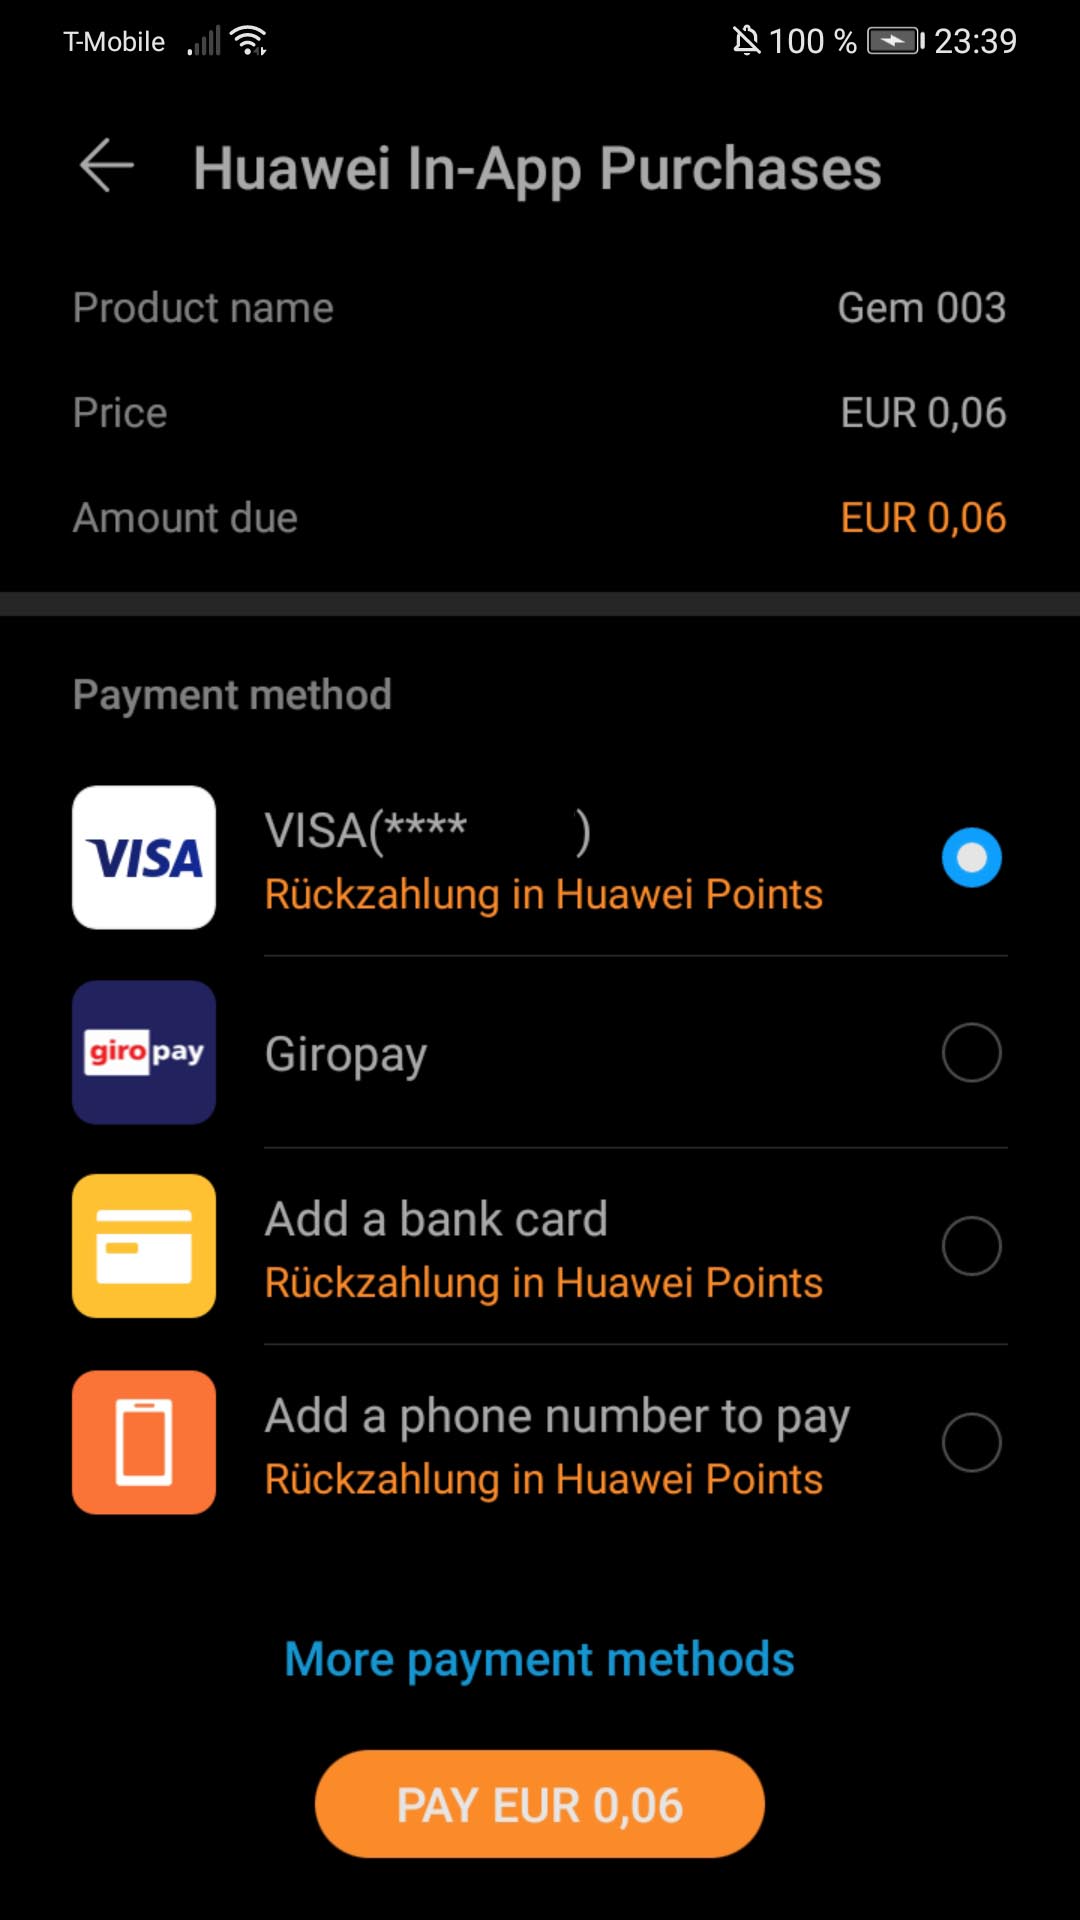 T-Mobile 100 % 23:39
Huawei In-App Purchases
Product name Gem 003
Price EUR 0,06
Amount due EUR 0,06
Payment method
VISA VISA(**** )
Rückzahlung in Huawei Points
giropay Giropay
Add a bank card
Rückzahlung in Huawei Points
Add a phone number to pay
Rückzahlung in Huawei Points
More payment methods
PAY EUR 0,06